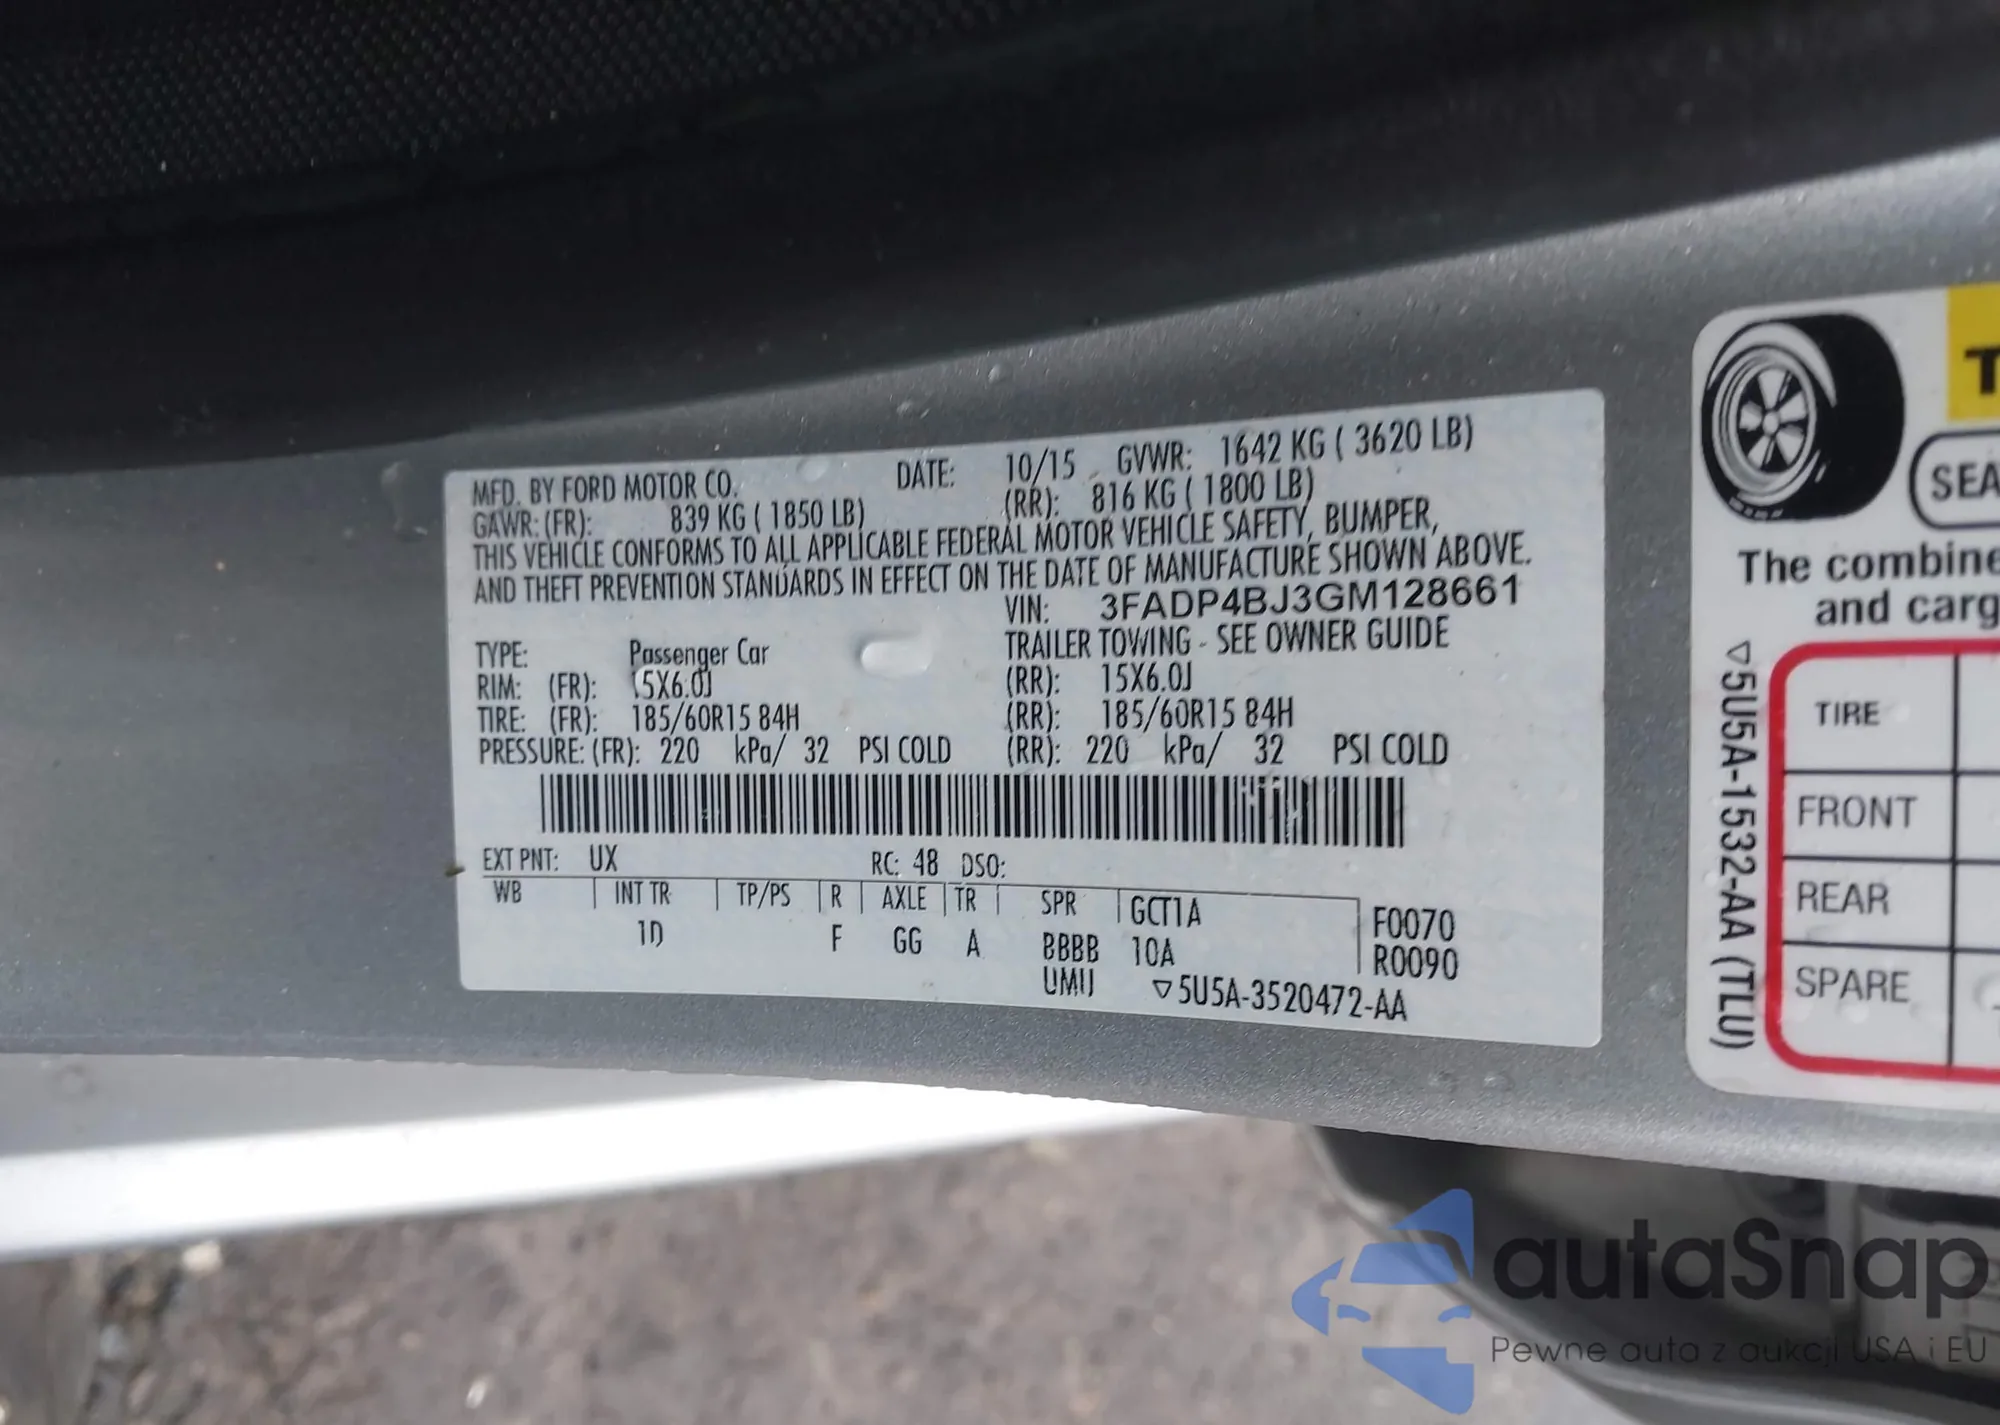 MFD. BY FORD MOTOR CO. DATE: 10/15 GVWR: 1642 KG ( 3620 LB)
GAWR: (FR): 839 KG ( 1850 LB) (RR): 816 KG ( 1800 LB)
THIS VEHICLE CONFORMS TO ALL APPLICABLE FEDERAL MOTOR VEHICLE SAFETY, BUMPER,
AND THEFT PREVENTION STANDARDS IN EFFECT ON THE DATE OF MANUFACTURE SHOWN ABOVE.
VIN: 3FADP4BJ3GM128661
TYPE: Passenger Car TRAILER TOWING - SEE OWNER GUIDE
RIM: (FR): 15X6.0J (RR): 15X6.0J
TIRE: (FR): 185/60R15 84H (RR): 185/60R15 84H
PRESSURE: (FR): 220 kPa/ 32 PSI COLD (RR): 220 kPa/ 32 PSI COLD
EXT PNT: UX RC: 48 DSO:
WB INT TR TP/PS R AXLE TR SPR GCT1A F0070
1D F GG A BBBB 10A R0090
UMIJ ▽5U5A-3520472-AA
T
SEA
The combine
and carg
▽5U5A-1532-AA (TLU)
TIRE
FRONT
REAR
SPARE
autaSnap
Pewne auta z aukcji USA i EU